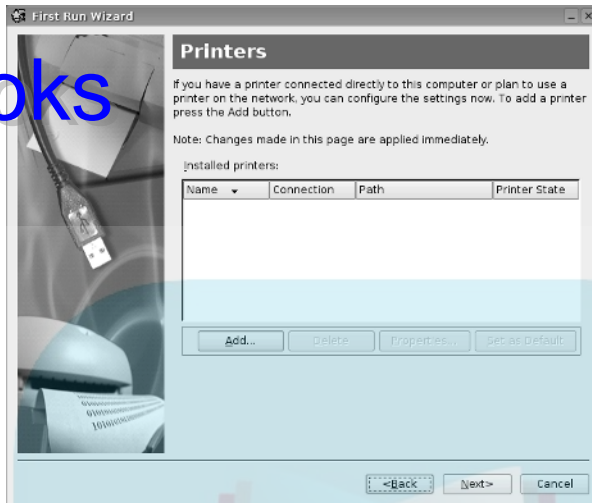 First Run Wizard
Printers
oks
If you have a printer connected directly to this computer or plan to use a
printer on the network, you can configure the settings now. To add a printer
press the Add button.
Note: Changes made in this page are applied immediately.
Installed printers:
Name Connection Path Printer State
Add... Delete Properties... Set as Default
<Back Next> Cancel